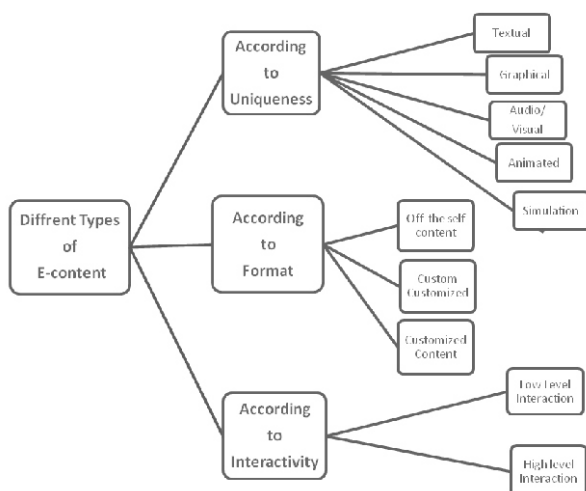 According
to
Uniqueness
Textual
Graphical
Audio/
Visual
Animated
Simulation
Diffrent Types
of
E-content
According
to
Format
Off the self
content
Custom
Customized
Customized
Content
According
to
Interactivity
Low Level
Interaction
High level
Interaction